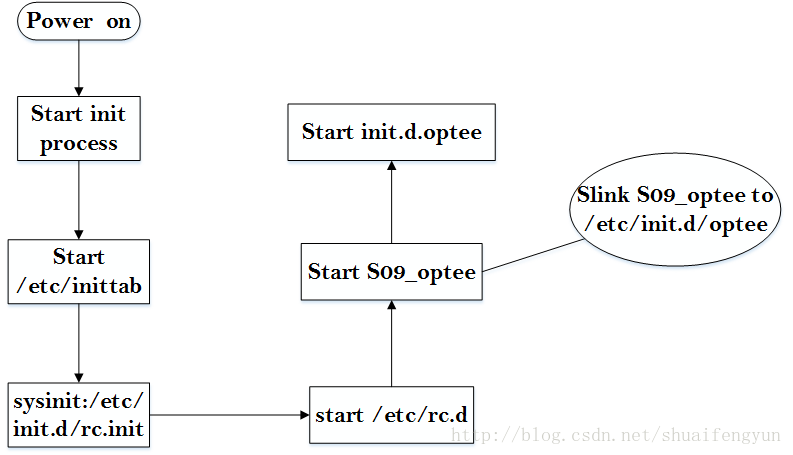 Power on
Start init
process
Start
/etc/inittab
sysinit:/etc/
init.d/rc.init
start /etc/rc.d
Start S09_optee
Start init.d.optee
Slink S09_optee to
/etc/init.d/optee
http://blog.csdn.net/shuaifengyun